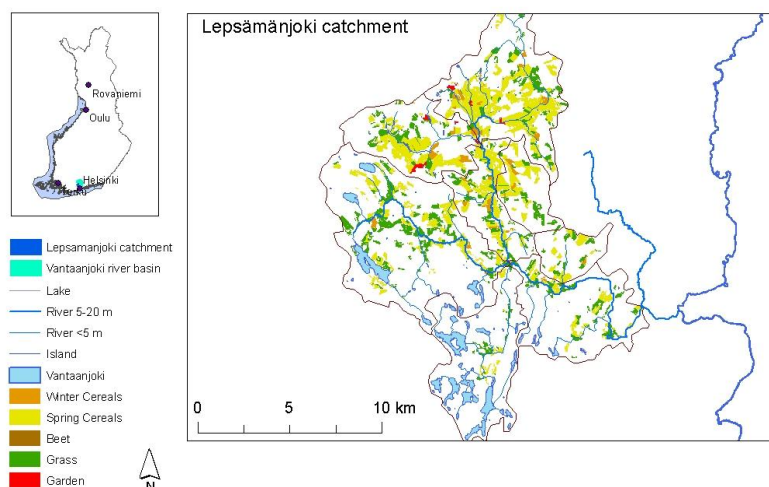 Lepsämänjoki catchment
Rovaniemi
Oulu
Helsinki
Lepsamanjoki catchment
Vantaanjoki river basin
Lake
River 5-20 m
River <5 m
Island
Vantaanjoki
Winter Cereals
Spring Cereals
Beet
Grass
Garden
0 5 10 km
N